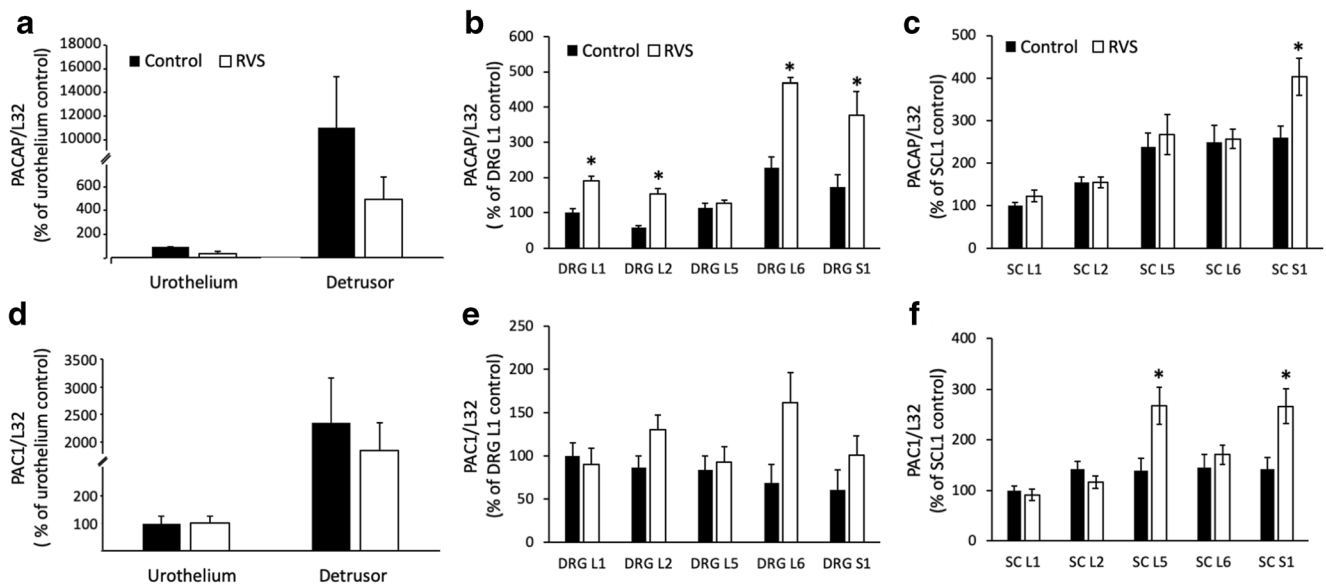 a
18000
16000
14000
12000
10000
600
400
200
PACAP/L32
(% of urothelium control)
Control RVS
Urothelium Detrusor
b
600
500
400
300
200
100
0
PACAP/L32
( % of DRG L1 control)
Control RVS
* * * *
DRG L1 DRG L2 DRG L5 DRG L6 DRG S1
c
500
400
300
200
100
0
PACAP/L32
(% of SCL1 control)
Control RVS
*
SC L1 SC L2 SC L5 SC L6 SC S1
d
3500
3000
2500
2000
200
100
PAC1/L32
( % of urothelium control)
Urothelium Detrusor
e
250
200
150
100
50
0
PAC1/L32
(% of DRG L1 control)
DRG L1 DRG L2 DRG L5 DRG L6 DRG S1
f
400
300
200
100
0
PAC1/L32
(% of SCL1 control)
* *
SC L1 SC L2 SC L5 SC L6 SC S1